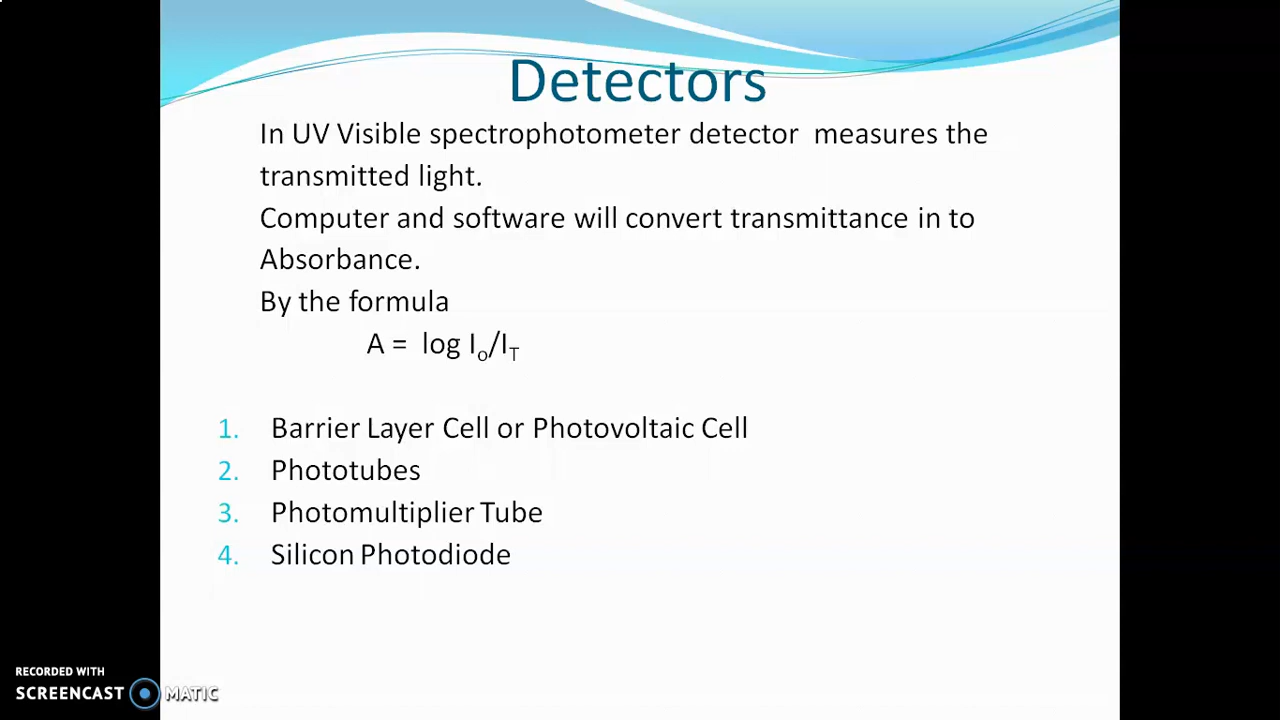 Detectors
In UV Visible spectrophotometer detector  measures the
transmitted light.
Computer and software will convert transmittance in to
Absorbance.
By the formula
A =  log I₀/I_T
1. Barrier Layer Cell or Photovoltaic Cell
2. Phototubes
3. Photomultiplier Tube
4. Silicon Photodiode
RECORDED WITH
SCREENCAST MATIC